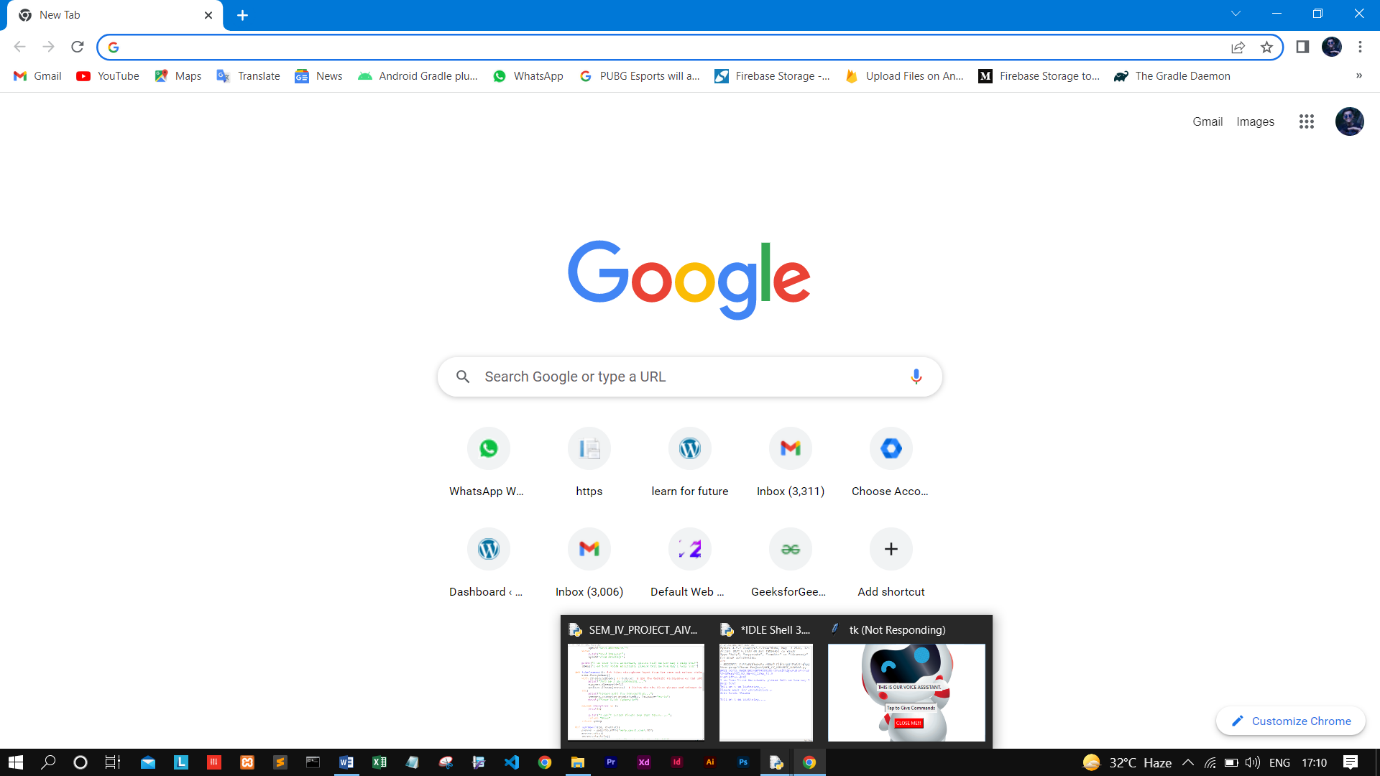 New Tab
Gmail YouTube Maps Translate News Android Gradle plu... WhatsApp PUBG Esports will a... Firebase Storage -... Upload Files on An... Firebase Storage to... The Gradle Daemon »
Gmail Images
Google
Search Google or type a URL
WhatsApp W... https learn for future Inbox (3,311) Choose Acco...
Dashboard ‹ ... Inbox (3,006) Default Web ... GeeksforGee... Add shortcut
SEM_IV_PROJECT_AIV... *IDLE Shell 3.... tk (Not Responding)
THIS IS OUR VOICE ASSISTANT.
Tap to Give Commands
CLOSE ME!!
Customize Chrome
32°C Haze ENG 17:10